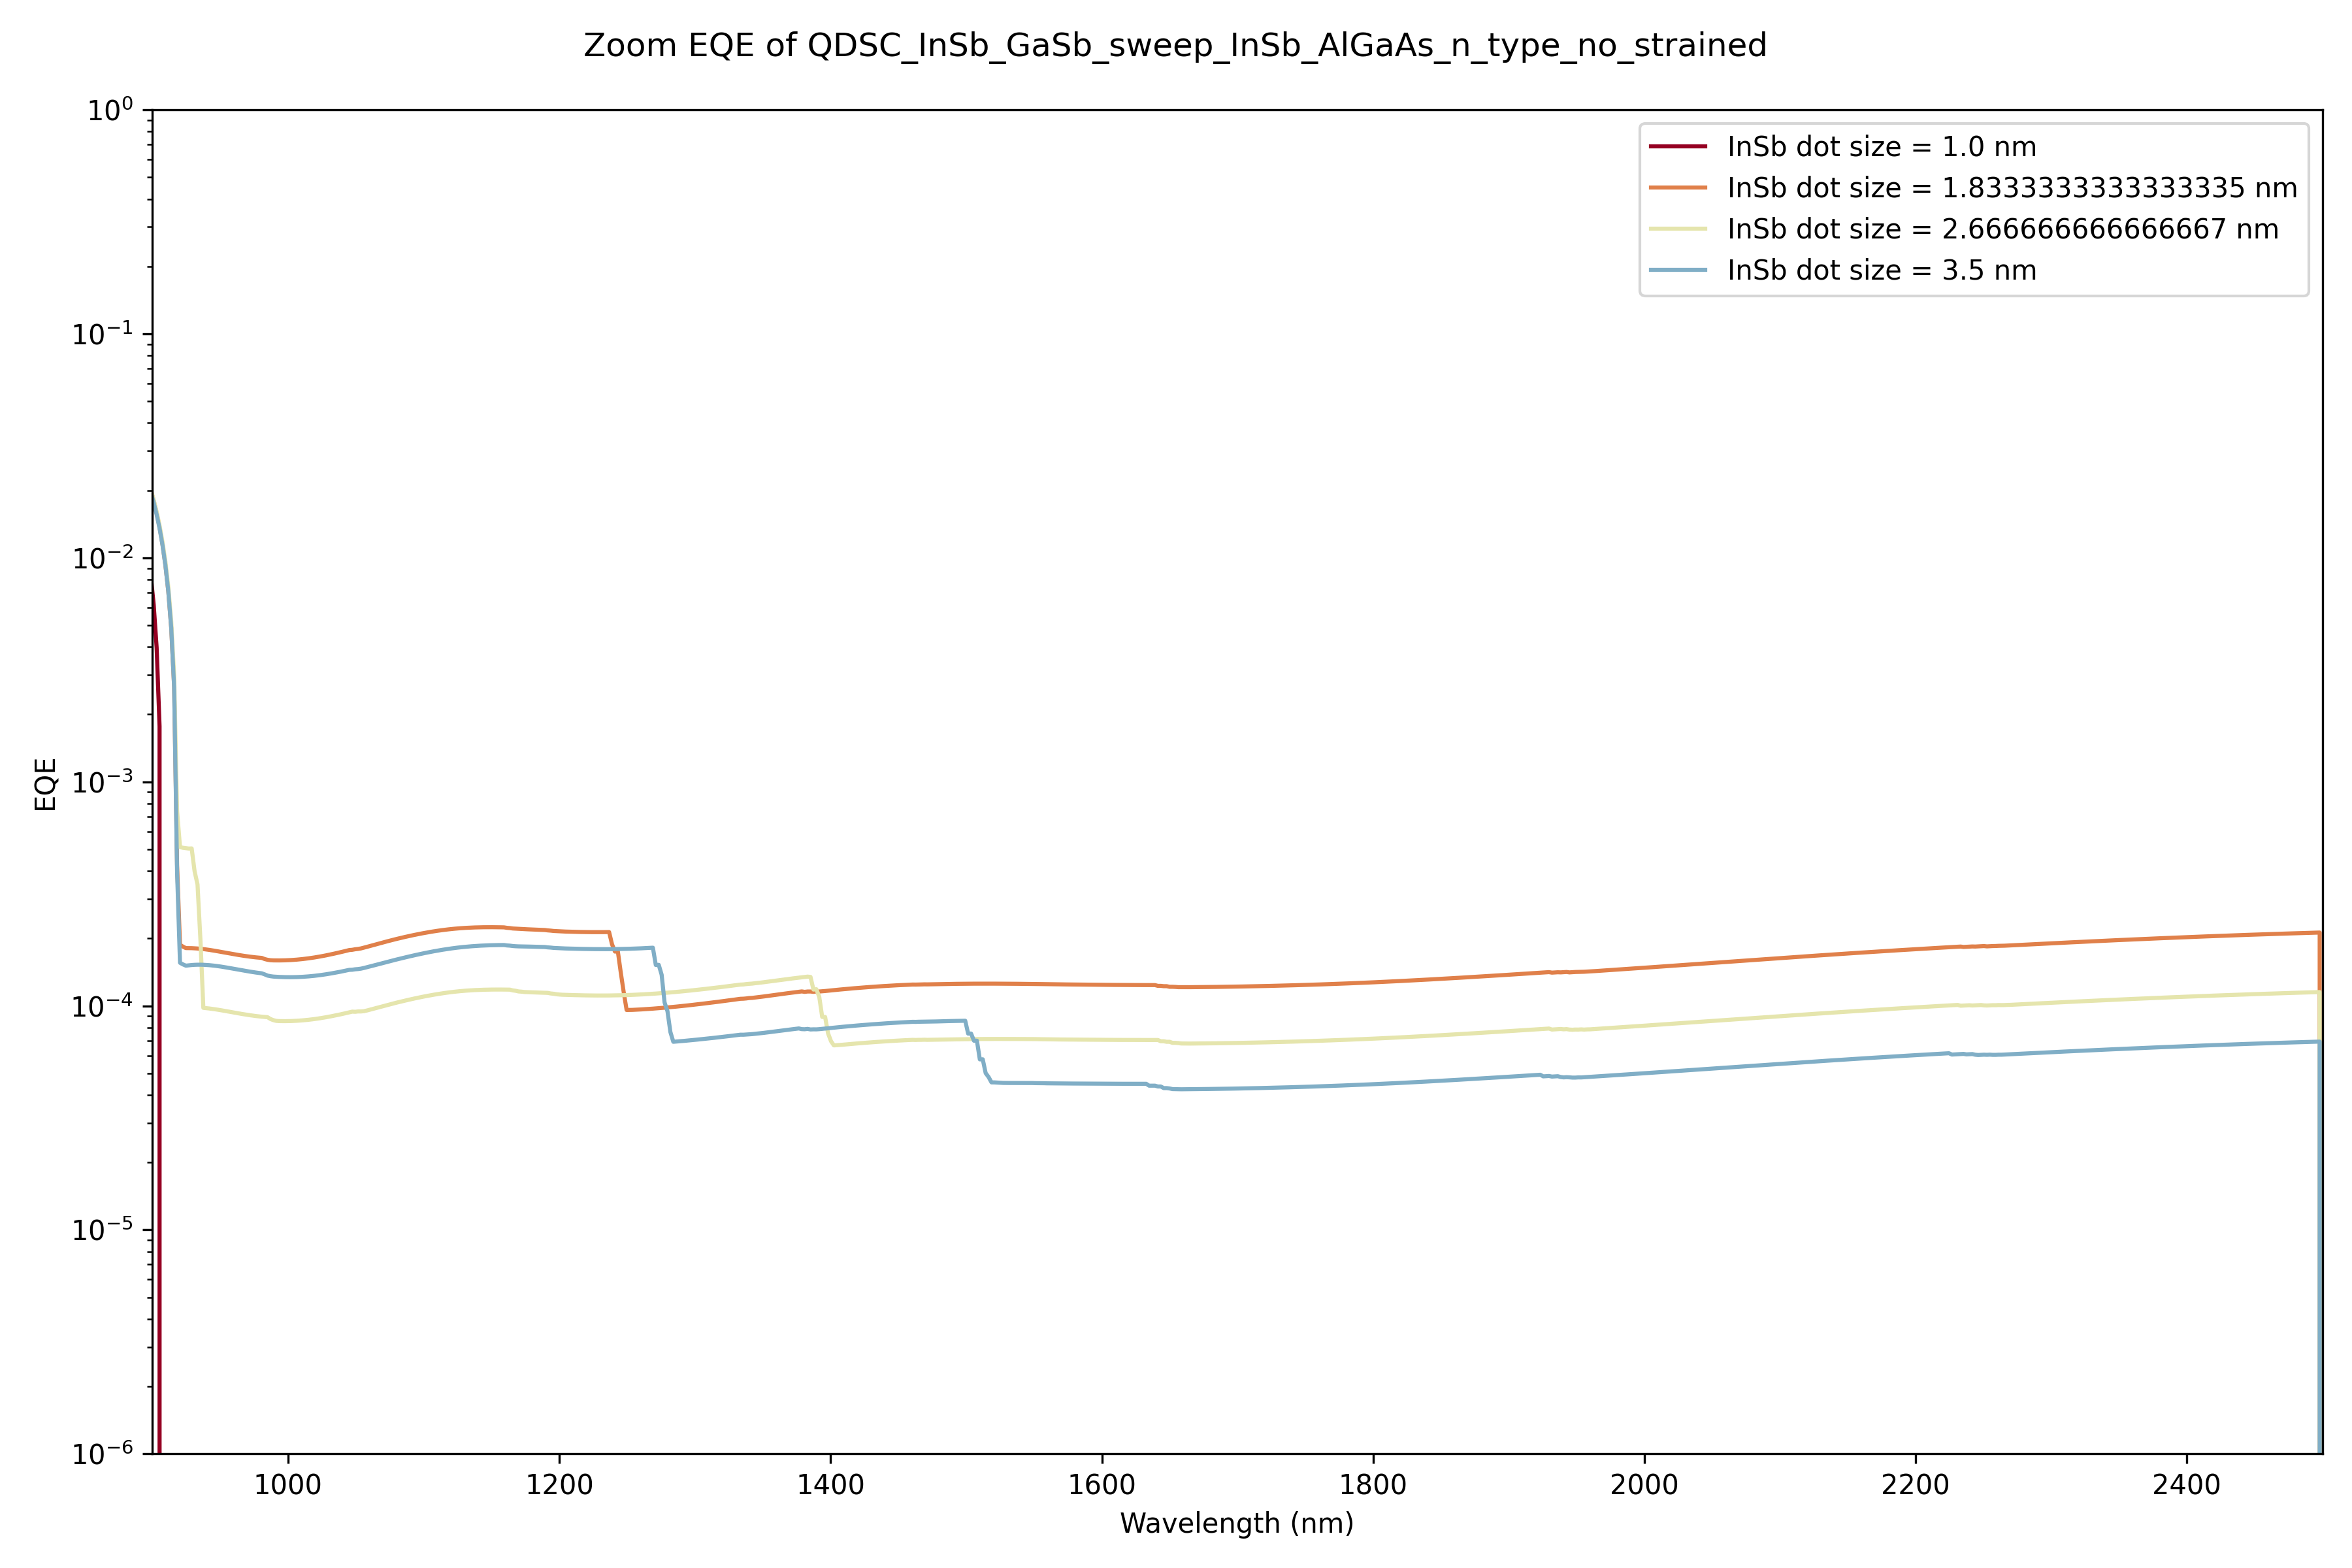 Zoom EQE of QDSC_InSb_GaSb_sweep_InSb_AlGaAs_n_type_no_strained
InSb dot size = 1.0 nm
InSb dot size = 1.8333333333333335 nm
InSb dot size = 2.666666666666667 nm
InSb dot size = 3.5 nm
10⁰
10⁻¹
10⁻²
10⁻³
10⁻⁴
10⁻⁵
10⁻⁶
EQE
1000 1200 1400 1600 1800 2000 2200 2400
Wavelength (nm)